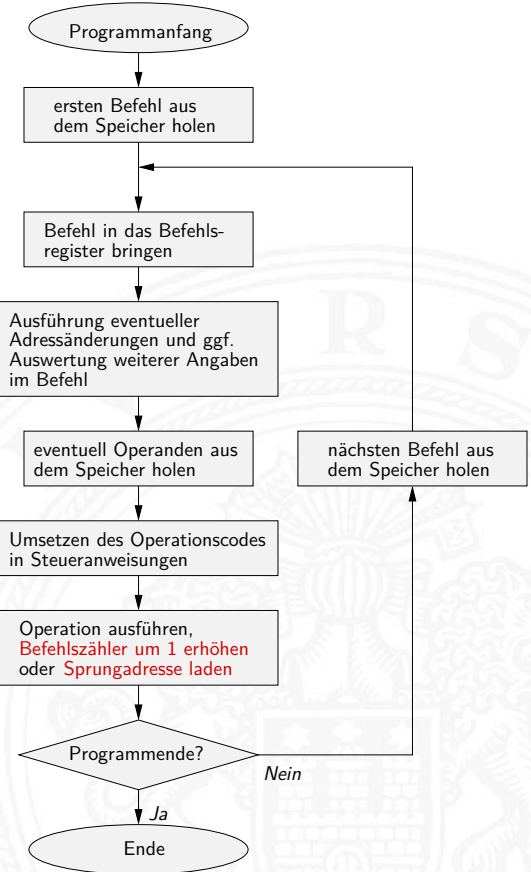 Programmanfang
ersten Befehl aus
dem Speicher holen
Befehl in das Befehls-
register bringen
Ausführung eventueller
Adressänderungen und ggf.
Auswertung weiterer Angaben
im Befehl
eventuell Operanden aus
dem Speicher holen
nächsten Befehl aus
dem Speicher holen
Umsetzen des Operationscodes
in Steueranweisungen
Operation ausführen,
Befehlszähler um 1 erhöhen
oder Sprungadresse laden
Programmende?
Nein
Ja
Ende
R S